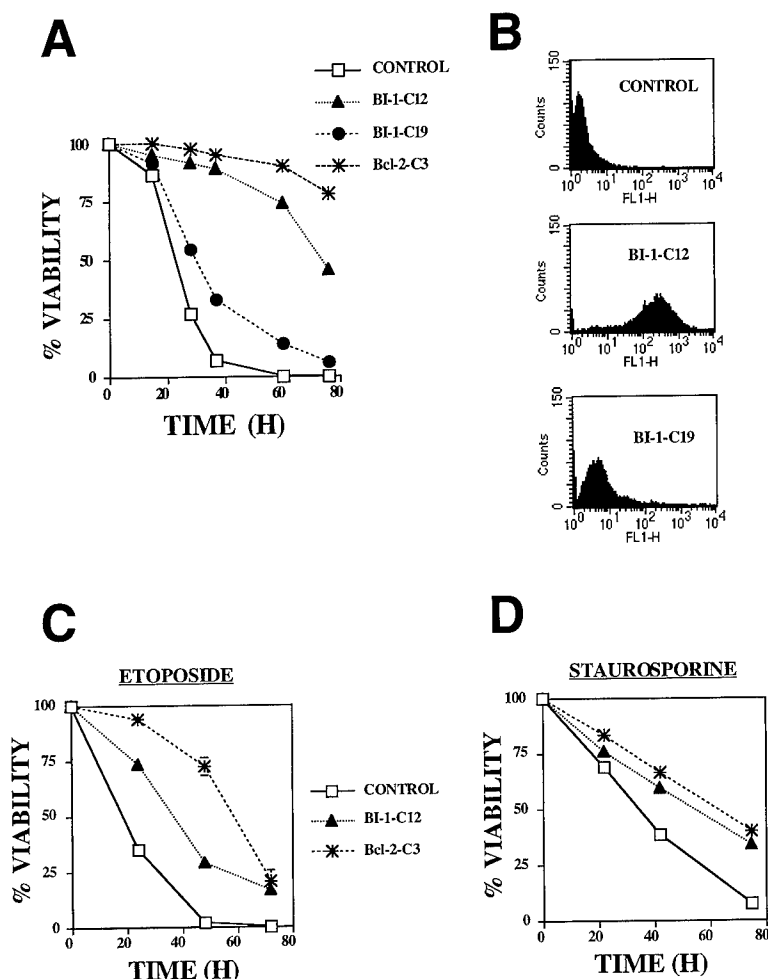 A
CONTROL
BI-1-C12
BI-1-C19
Bcl-2-C3
100
75
50
25
0
% VIABILITY
0 20 40 60 80
TIME (H)
B
150
Counts
0
CONTROL
10^0 10^1 10^2 10^3 10^4
FL1-H
150
Counts
0
BI-1-C12
10^0 10^1 10^2 10^3 10^4
FL1-H
150
Counts
0
BI-1-C19
10^0 10^1 10^2 10^3 10^4
FL1-H
C
ETOPOSIDE
100
75
50
25
0
% VIABILITY
0 20 40 60 80
TIME (H)
CONTROL
BI-1-C12
Bcl-2-C3
D
STAUROSPORINE
100
75
50
25
0
% VIABILITY
0 20 40 60 80
TIME (H)